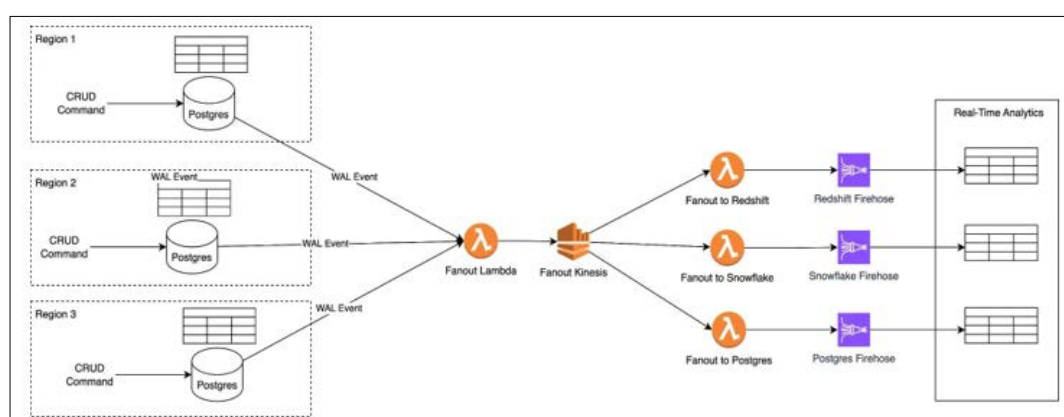 Region 1
CRUD
Command
Postgres
WAL Event
Region 2
WAL Event
CRUD
Command
Postgres
WAL Event
Region 3
WAL Event
CRUD
Command
Postgres
Fanout Lambda
Fanout Kinesis
Fanout to Redshift
Redshift Firehose
Fanout to Snowflake
Snowflake Firehose
Fanout to Postgres
Postgres Firehose
Real-Time Analytics